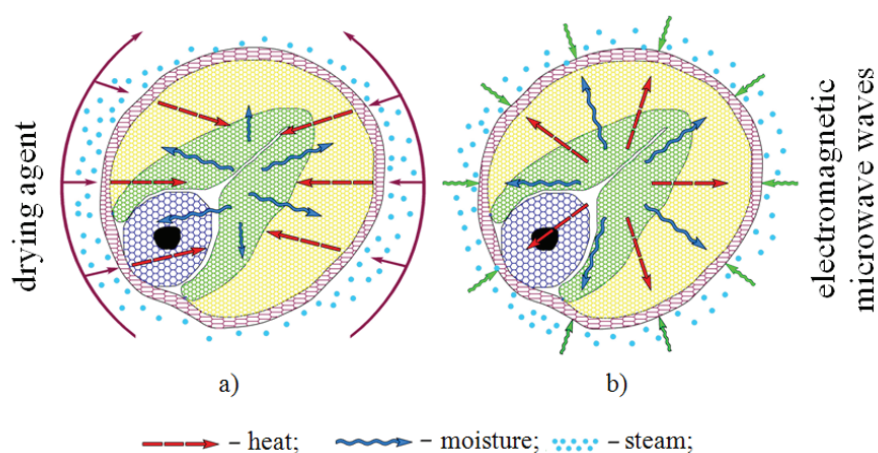 drying agent
electromagnetic
microwave waves
a)
b)
– heat; – moisture; – steam;